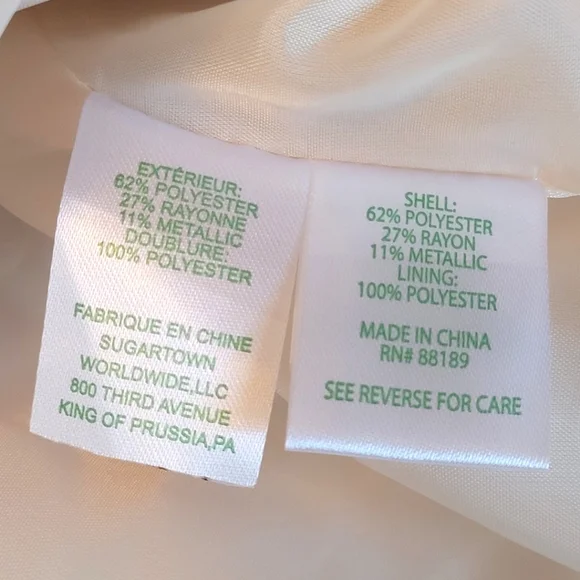 EXTÉRIEUR:
62% POLYESTER
27% RAYONNE
11% METALLIC
DOUBLURE:
100% POLYESTER
FABRIQUE EN CHINE
SUGARTOWN
WORLDWIDE,LLC
800 THIRD AVENUE
KING OF PRUSSIA,PA
SHELL:
62% POLYESTER
27% RAYON
11% METALLIC
LINING:
100% POLYESTER
MADE IN CHINA
RN# 88189
SEE REVERSE FOR CARE